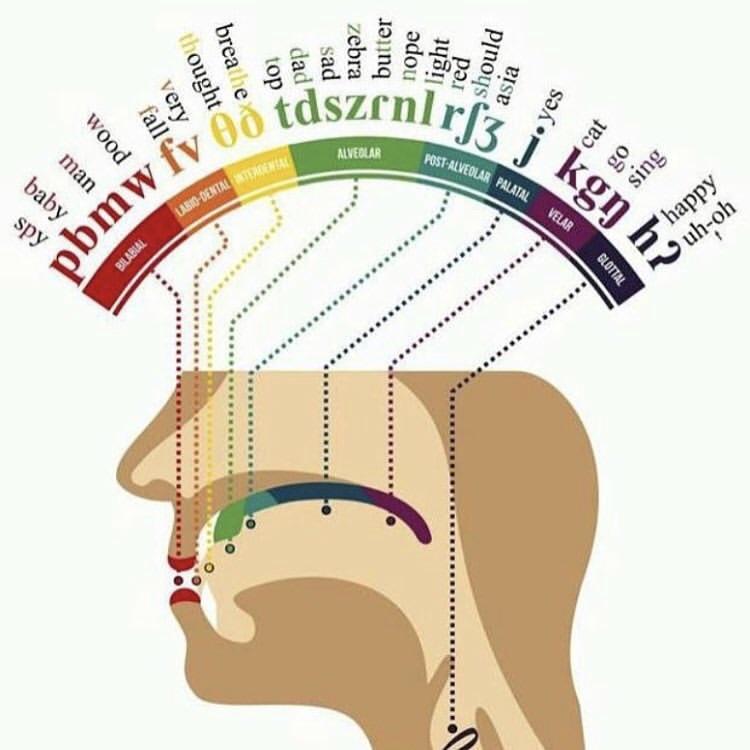 spy
baby
man
wood
fall
very
thought
breathe
top
dad
sad
zebra
butter
nope
light
red
should
asia
yes
cat
go
sing
happy
uh-oh
pbmw
fv
θð
tdszɾnl
rʃʒ
j
kgŋ
hʔ
BILABIAL
LABIO-DENTAL
INTERDENTAL
ALVEOLAR
POST-ALVEOLAR
PALATAL
VELAR
GLOTTAL